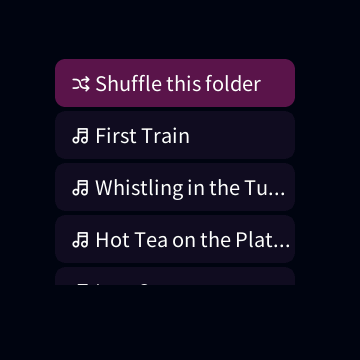 Shuffle this folder
First Train
Whistling in the Tu...
Hot Tea on the Plat...